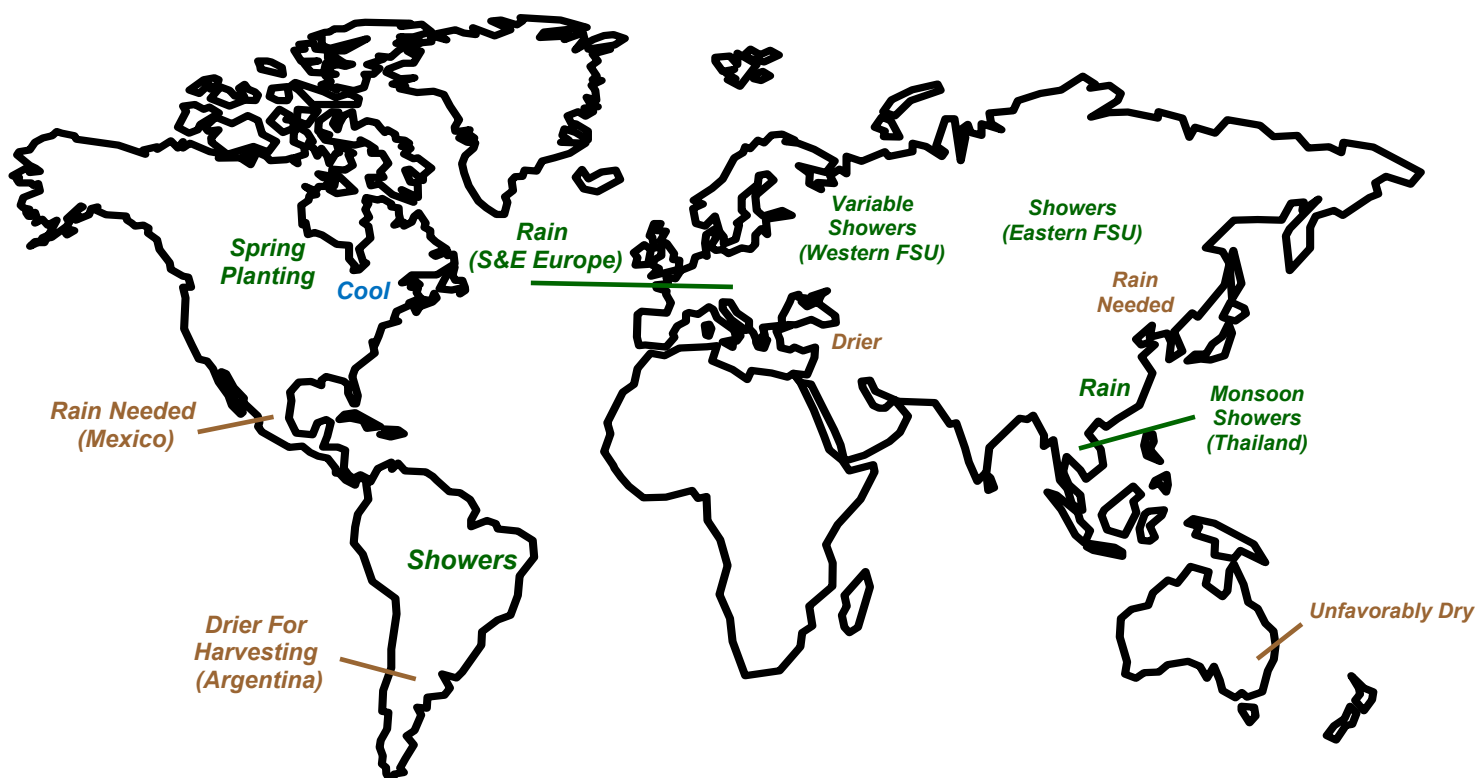 Spring
Planting
Cool
Rain
(S&E Europe)
Variable
Showers
(Western FSU)
Showers
(Eastern FSU)
Rain
Needed
Drier
Rain
Monsoon
Showers
(Thailand)
Rain Needed
(Mexico)
Showers
Drier For
Harvesting
(Argentina)
Unfavorably Dry